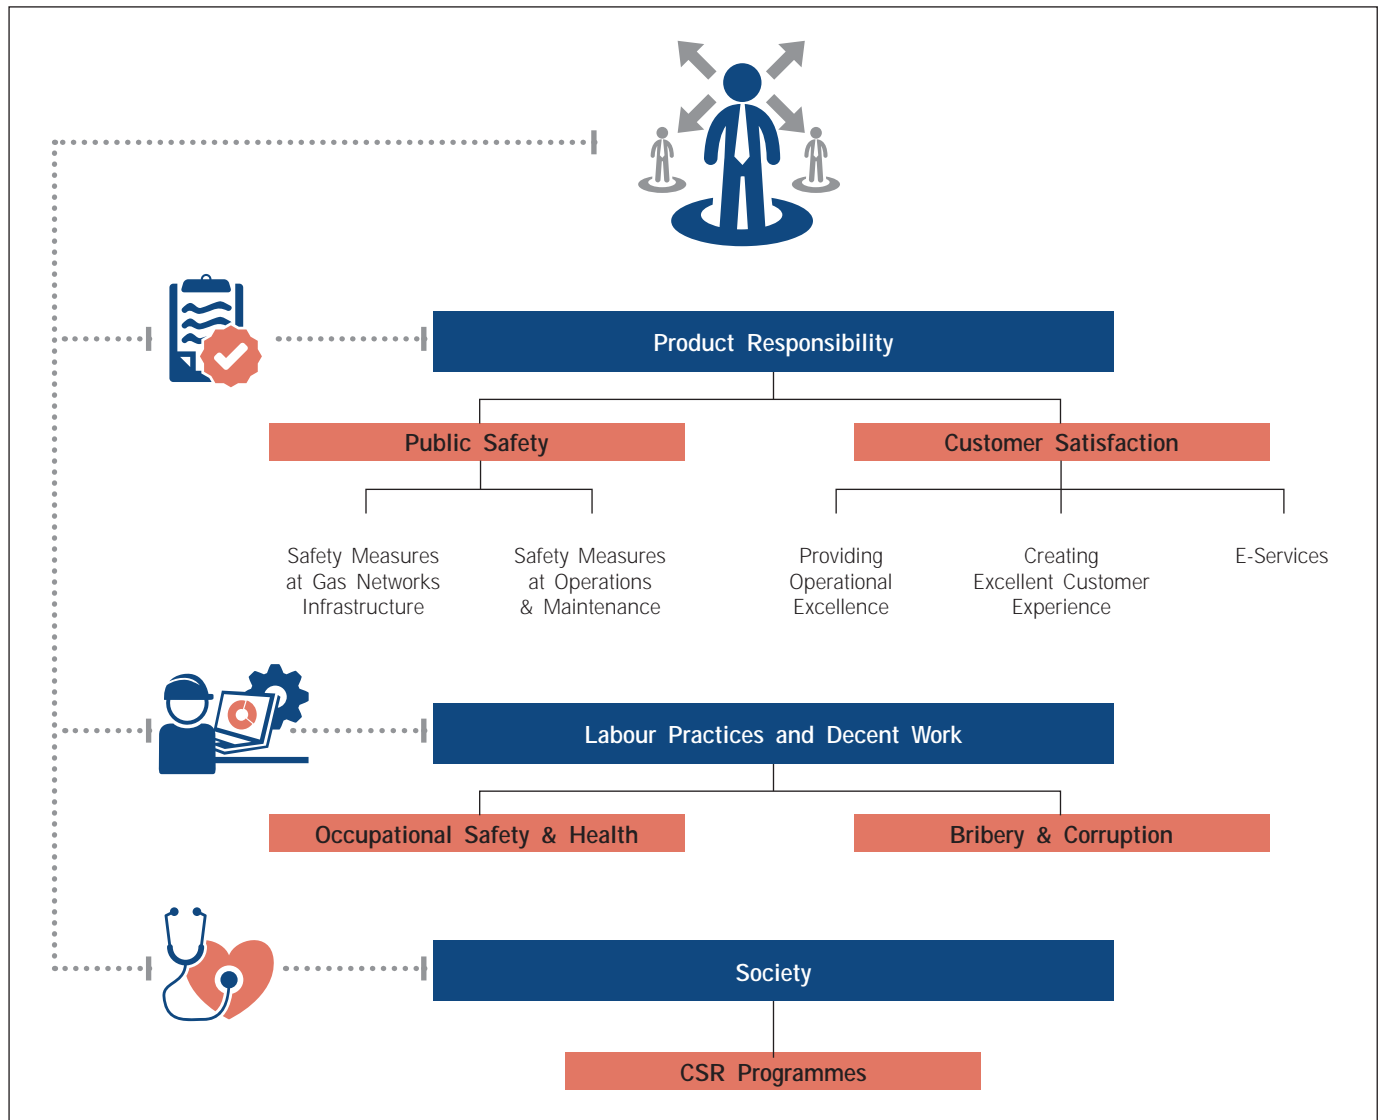 Product Responsibility
Public Safety
Customer Satisfaction
Safety Measures
at Gas Networks
Infrastructure
Safety Measures
at Operations
& Maintenance
Providing
Operational
Excellence
Creating
Excellent Customer
Experience
E-Services
Labour Practices and Decent Work
Occupational Safety & Health
Bribery & Corruption
Society
CSR Programmes